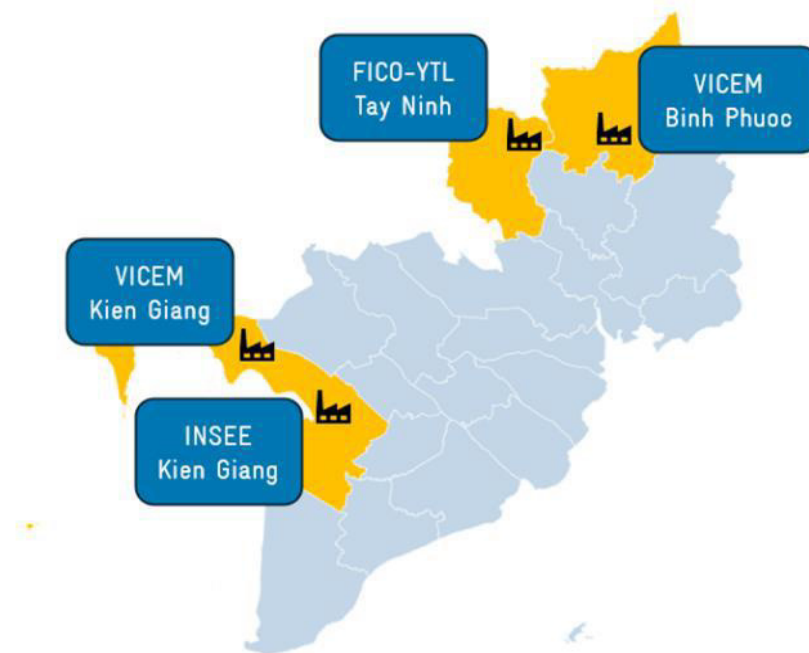 FICO-YTL
Tay Ninh
VICEM
Binh Phuoc
VICEM
Kien Giang
INSEE
Kien Giang